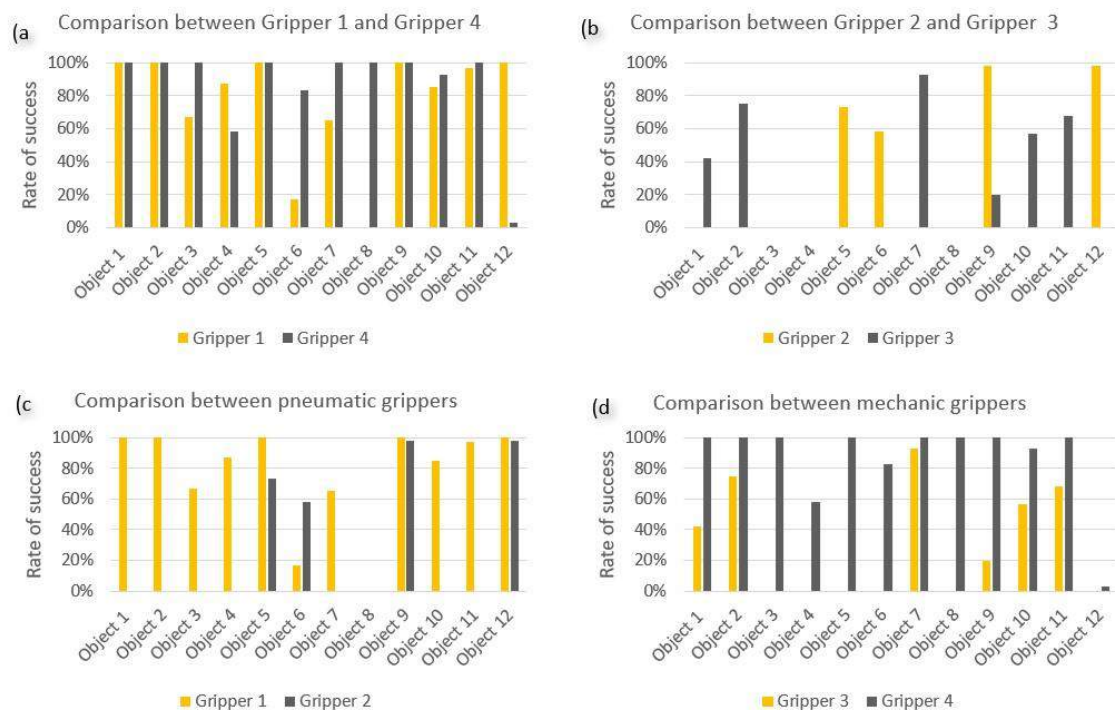 (a
Comparison between Gripper 1 and Gripper 4
Rate of success
100%
80%
60%
40%
20%
0%
Object 1
Object 2
Object 3
Object 4
Object 5
Object 6
Object 7
Object 8
Object 9
Object 10
Object 11
Object 12
Gripper 1
Gripper 4
(b
Comparison between Gripper 2 and Gripper 3
Rate of success
100%
80%
60%
40%
20%
0%
Object 1
Object 2
Object 3
Object 4
Object 5
Object 6
Object 7
Object 8
Object 9
Object 10
Object 11
Object 12
Gripper 2
Gripper 3
(c
Comparison between pneumatic grippers
Rate of success
100%
80%
60%
40%
20%
0%
Object 1
Object 2
Object 3
Object 4
Object 5
Object 6
Object 7
Object 8
Object 9
Object 10
Object 11
Object 12
Gripper 1
Gripper 2
(d
Comparison between mechanic grippers
Rate of success
100%
80%
60%
40%
20%
0%
Object 1
Object 2
Object 3
Object 4
Object 5
Object 6
Object 7
Object 8
Object 9
Object 10
Object 11
Object 12
Gripper 3
Gripper 4